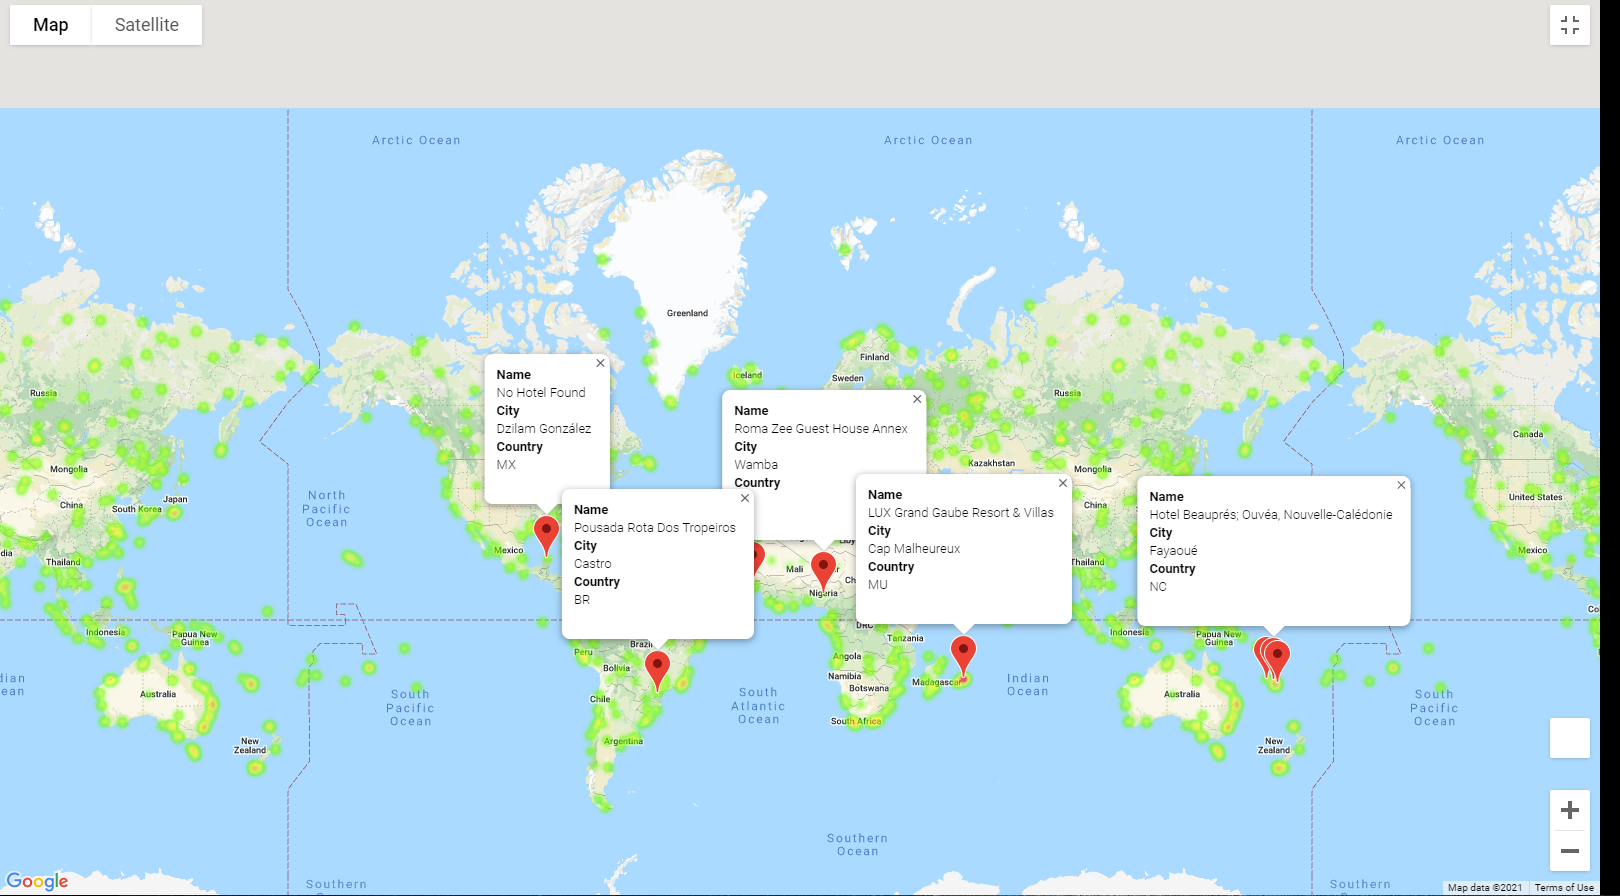 Map
Satellite
Arctic Ocean
Arctic Ocean
Arctic Ocean
Greenland
Iceland
Finland
Sweden
Russia
Russia
Canada
Kazakhstan
Mongolia
Mongolia
China
China
Japan
South Korea
United States
North
Pacific
Ocean
Mexico
Mexico
Thailand
Thailand
Mali
Nigeria
DRC
Tanzania
Indonesia
Indonesia
Papua New
Guinea
Papua New
Guinea
Peru
Brazil
Bolivia
Chile
Argentina
Angola
Namibia
Botswana
Madagascar
South Africa
Australia
Australia
New
Zealand
New
Zealand
Indian
Ocean
South
Pacific
Ocean
South
Atlantic
Ocean
South
Pacific
Ocean
Southern
Ocean
Southern
Southern
Name
No Hotel Found
City
Dzilam González
Country
MX
Name
Roma Zee Guest House Annex
City
Wamba
Country
Name
Pousada Rota Dos Tropeiros
City
Castro
Country
BR
Name
LUX Grand Gaube Resort & Villas
City
Cap Malheureux
Country
MU
Name
Hotel Beauprés; Ouvéa, Nouvelle-Calédonie
City
Fayaoué
Country
NC
Google
Map data ©2021
Terms of Use